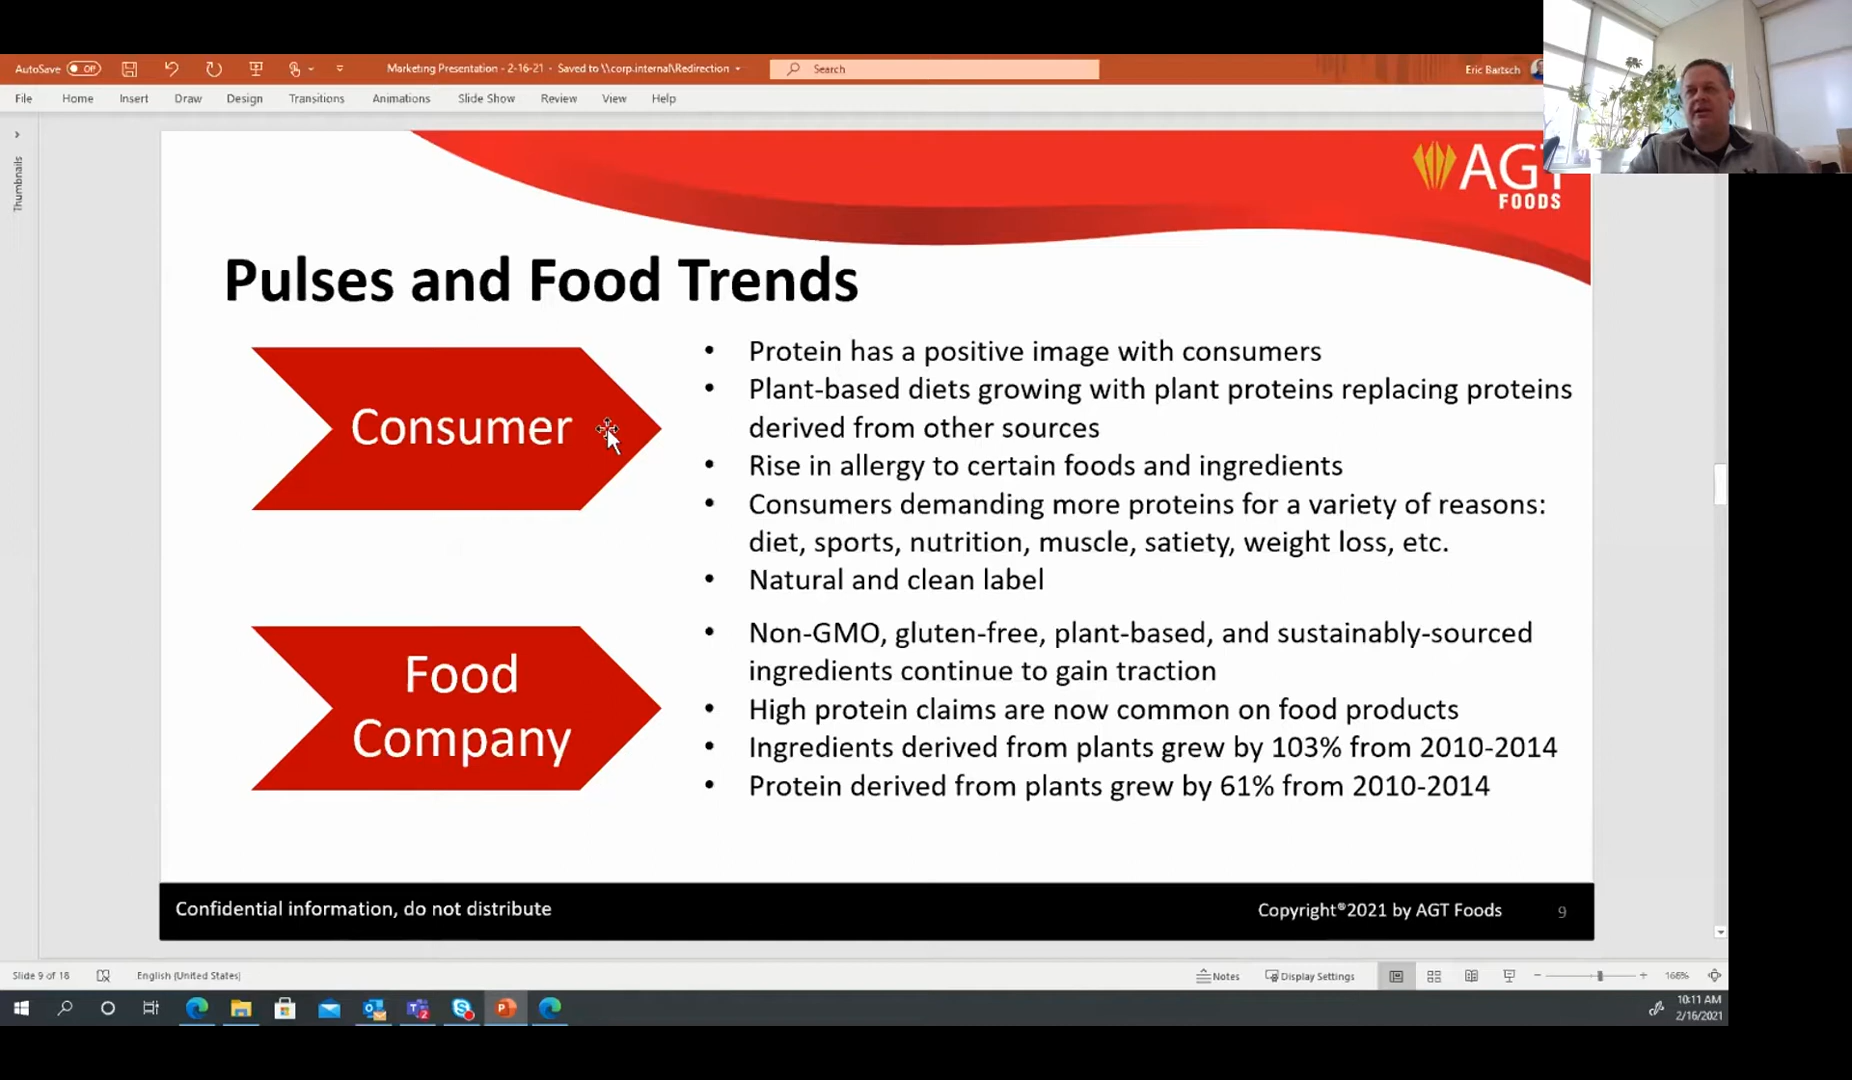 AutoSave Off
Marketing Presentation - 2-16-21 - Saved to \\corp.internal\Redirection
Search
Eric Bartsch
File Home Insert Draw Design Transitions Animations Slide Show Review View Help
Thumbnails
AGT
FOODS
Pulses and Food Trends
Consumer
• Protein has a positive image with consumers
• Plant-based diets growing with plant proteins replacing proteins
derived from other sources
• Rise in allergy to certain foods and ingredients
• Consumers demanding more proteins for a variety of reasons:
diet, sports, nutrition, muscle, satiety, weight loss, etc.
• Natural and clean label
Food
Company
• Non-GMO, gluten-free, plant-based, and sustainably-sourced
ingredients continue to gain traction
• High protein claims are now common on food products
• Ingredients derived from plants grew by 103% from 2010-2014
• Protein derived from plants grew by 61% from 2010-2014
Confidential information, do not distribute
Copyright®2021 by AGT Foods 9
Slide 9 of 18 English (United States) Notes Display Settings 166%
10:11 AM
2/16/2021